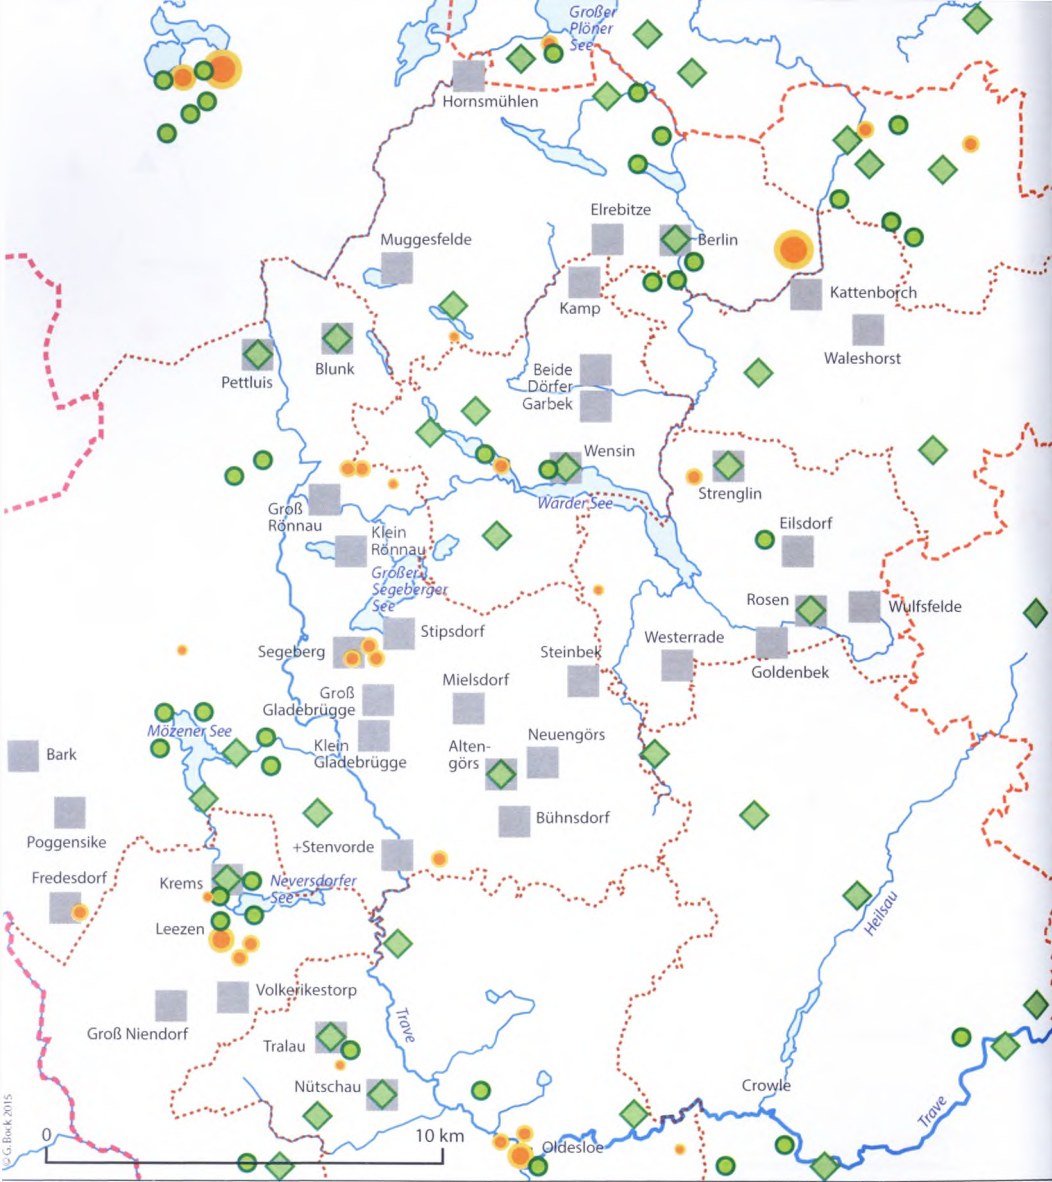 Großer
Plöner
See
Hornsmühlen
Elrebitze
Muggesfelde
Berlin
Kattenborch
Kamp
Waleshorst
Pettluis
Blunk
Beide
Dörfer
Garbek
Wensin
Strenglin
Warder See
Groß
Rönnau
Klein
Rönnau
Eilsdorf
Großer
Segeberger
See
Rosen
Wulfsfelde
Stipsdorf
Segeberg
Steinbek
Westerrade
Goldenbek
Groß
Gladebrügge
Mielsdorf
Mözener See
Klein
Gladebrügge
Alten-
görs
Neuengörs
Bark
Bühnsdorf
Poggensike
+Stenvorde
Fredesdorf
Krems
Neversdorfer
See
Leezen
Heilsau
Volkerikestorp
Groß Niendorf
Trave
Tralau
Nütschau
Crowle
Trave
Oldesloe
0
10 km
© G. Bock 2015